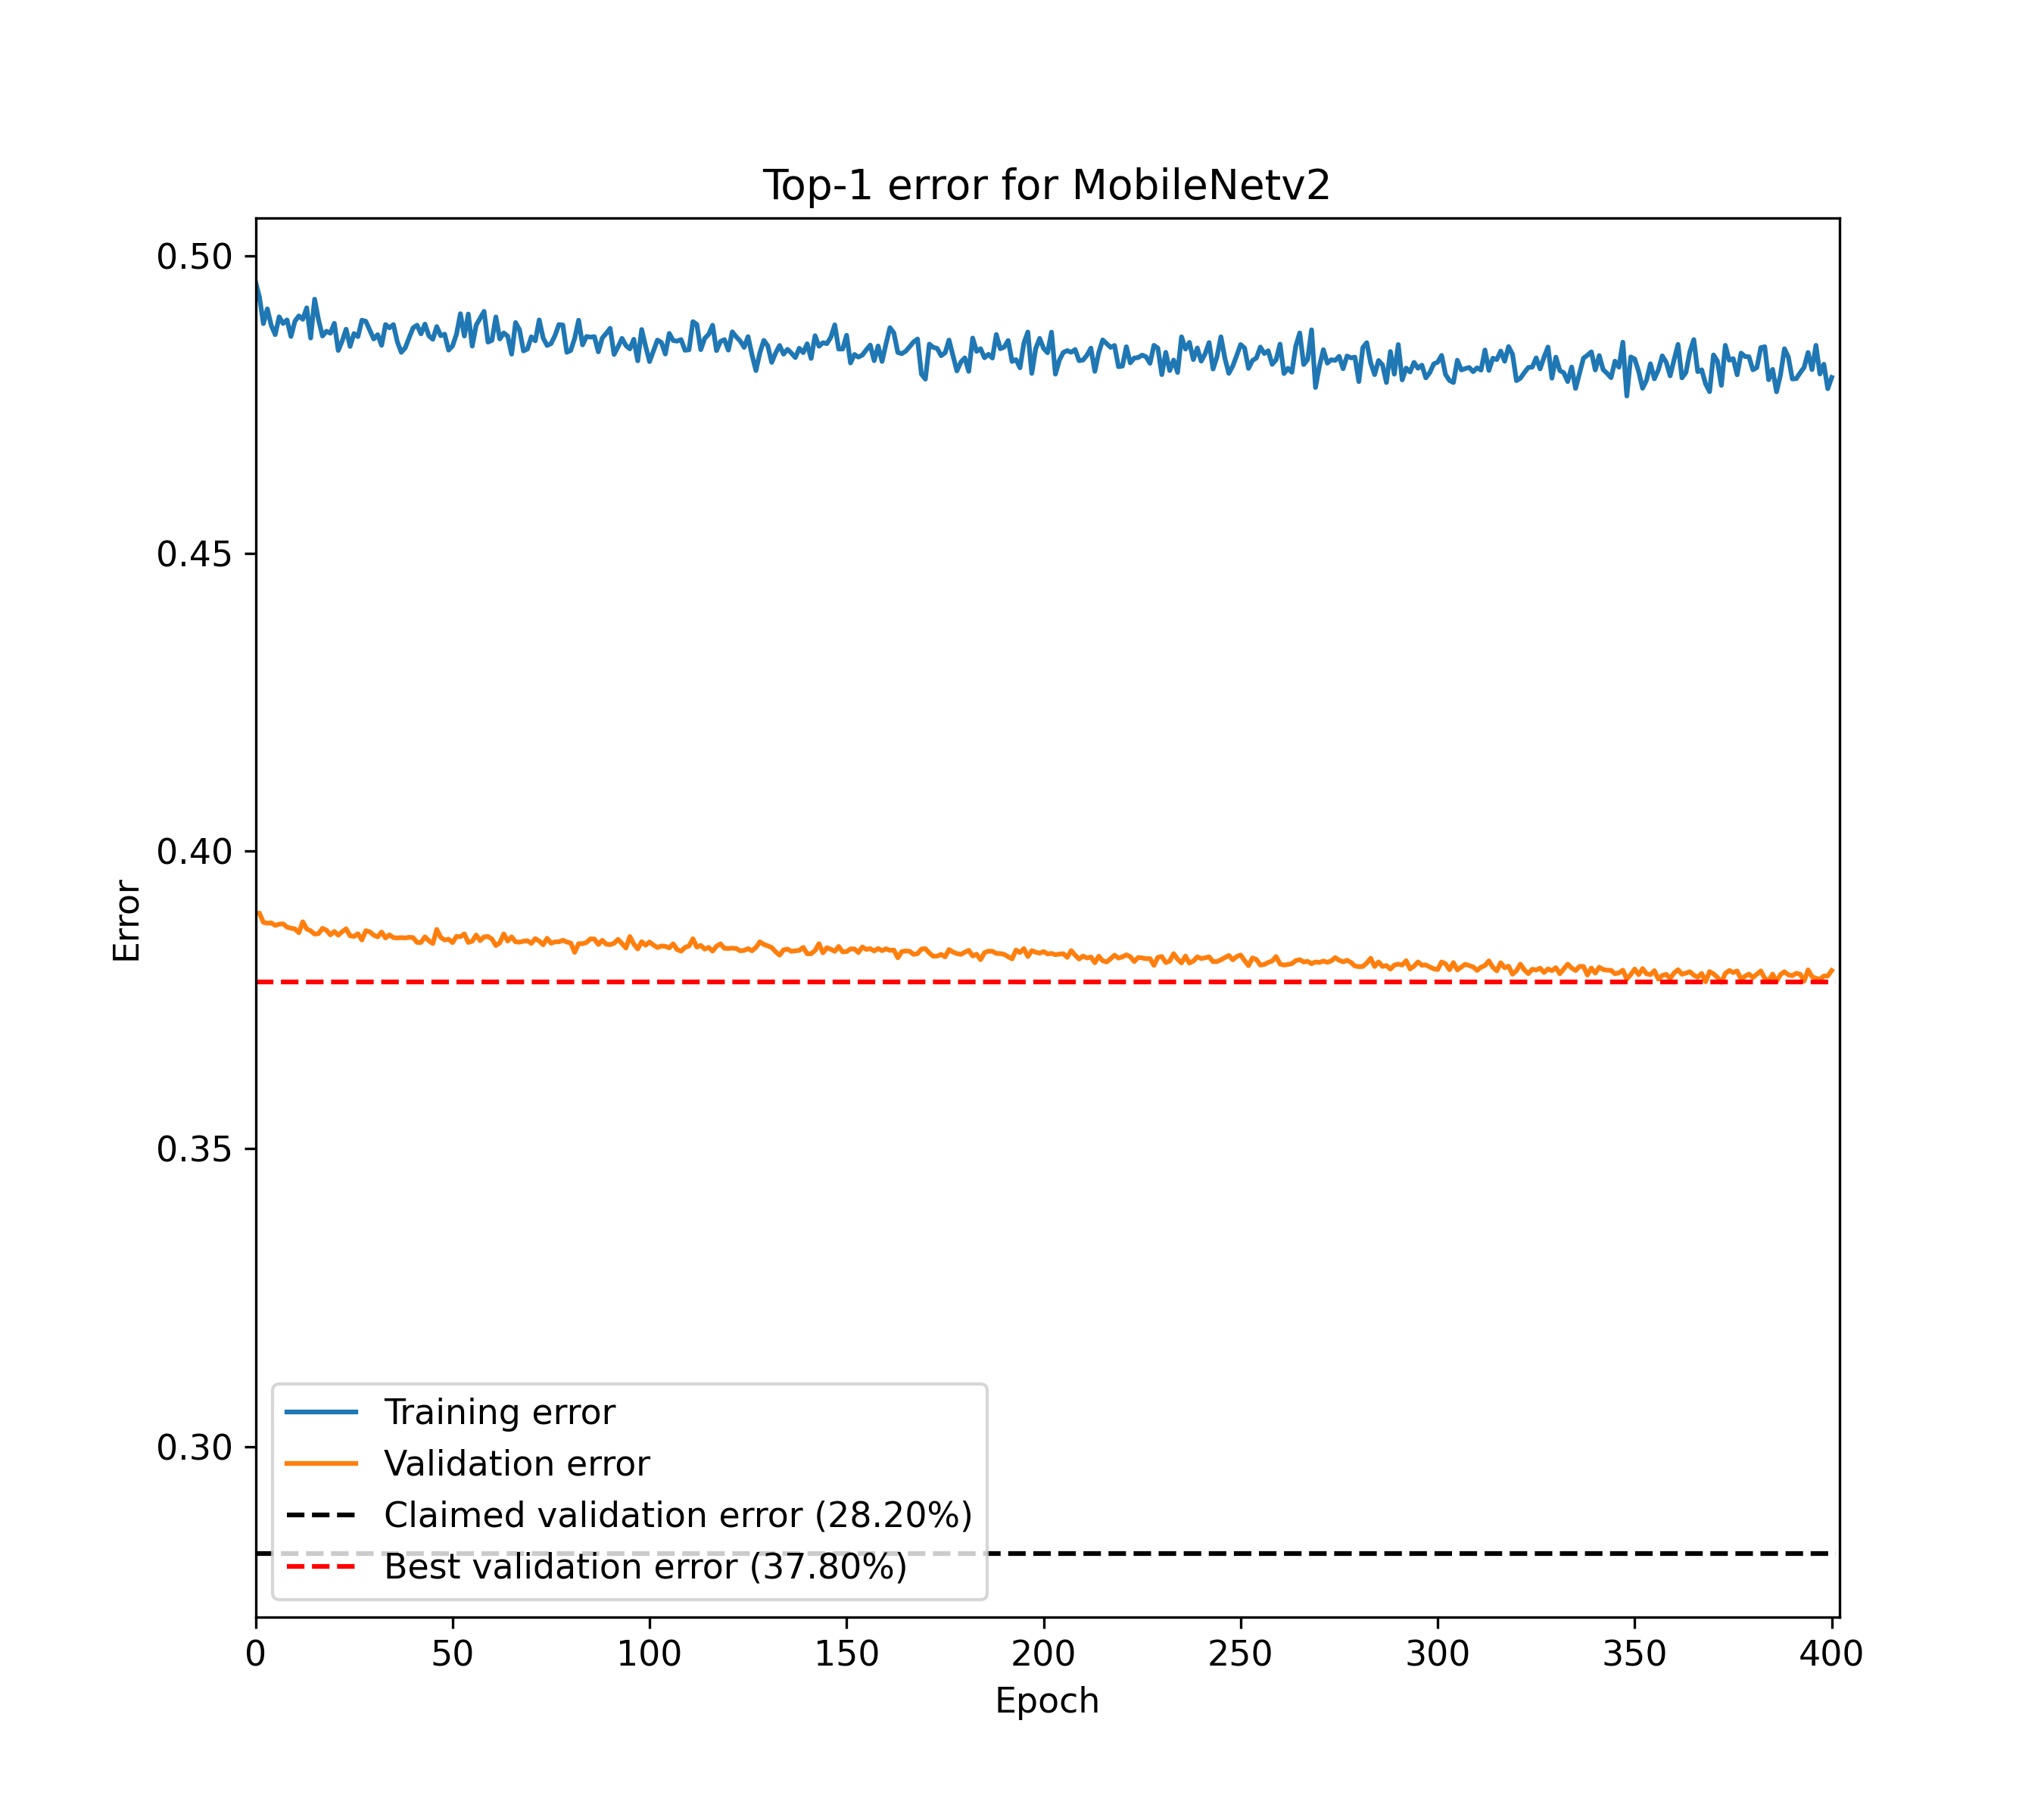 Top-1 error for MobileNetv2
0.50
0.45
0.40
0.35
0.30
Error
Training error
Validation error
Claimed validation error (28.20%)
Best validation error (37.80%)
0 50 100 150 200 250 300 350 400
Epoch